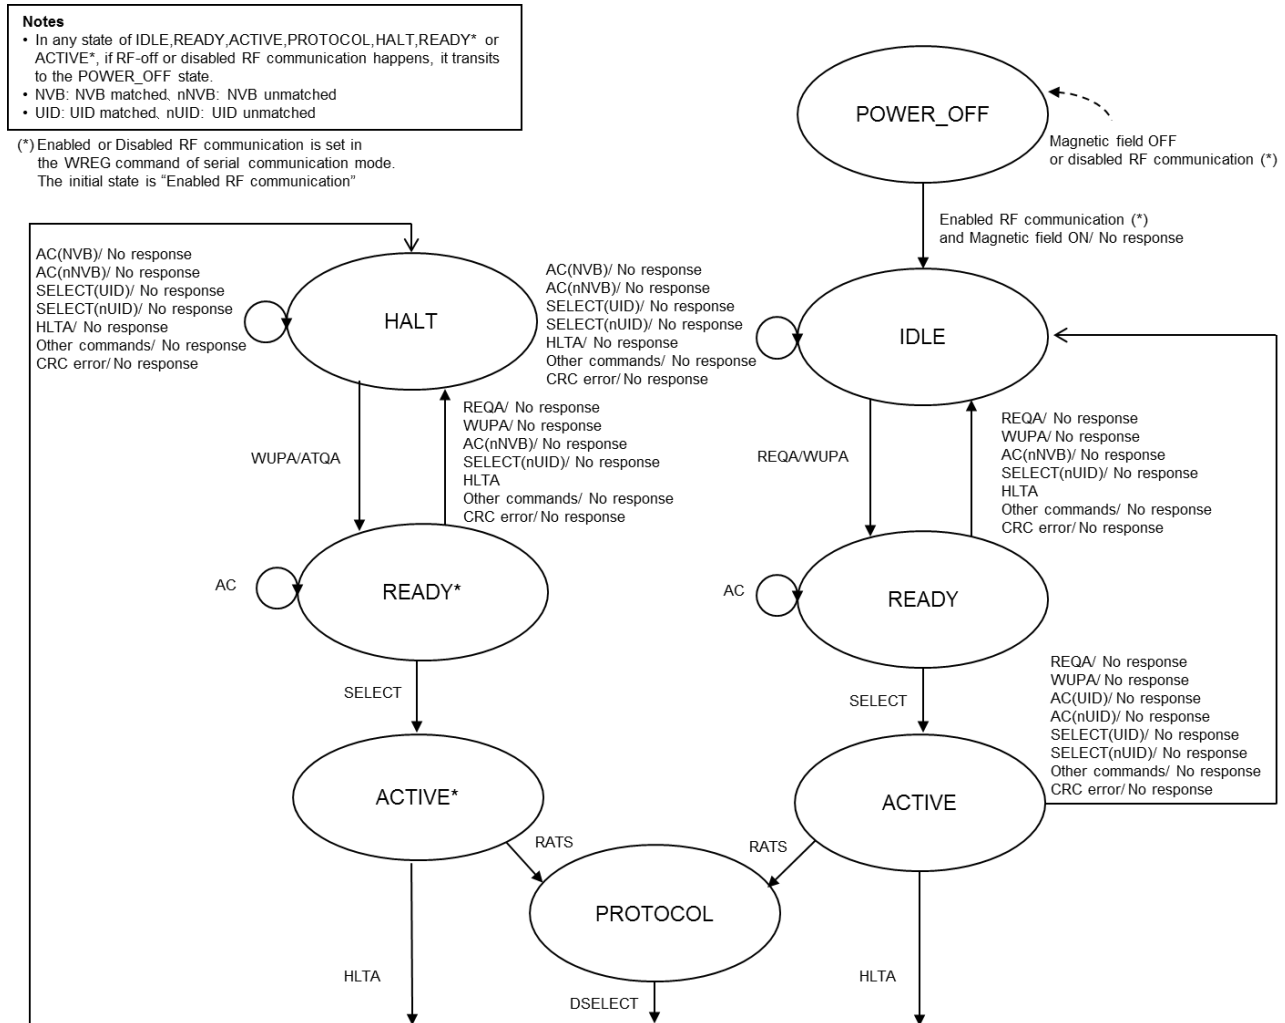 Notes
• In any state of IDLE,READY,ACTIVE,PROTOCOL,HALT,READY* or
ACTIVE*, if RF-off or disabled RF communication happens, it transits
to the POWER_OFF state.
• NVB: NVB matched、nNVB: NVB unmatched
• UID: UID matched、nUID: UID unmatched
(*) Enabled or Disabled RF communication is set in
the WREG command of serial communication mode.
The initial state is “Enabled RF communication”
POWER_OFF
Magnetic field OFF
or disabled RF communication (*)
Enabled RF communication (*)
and Magnetic field ON/ No response
AC(NVB)/ No response
AC(nNVB)/ No response
SELECT(UID)/ No response
SELECT(nUID)/ No response
HLTA/ No response
Other commands/ No response
CRC error/ No response
HALT
AC(NVB)/ No response
AC(nNVB)/ No response
SELECT(UID)/ No response
SELECT(nUID)/ No response
HLTA/ No response
Other commands/ No response
CRC error/ No response
IDLE
WUPA/ATQA
REQA/ No response
WUPA/ No response
AC(nNVB)/ No response
SELECT(nUID)/ No response
HLTA
Other commands/ No response
CRC error/ No response
REQA/WUPA
REQA/ No response
WUPA/ No response
AC(nNVB)/ No response
SELECT(nUID)/ No response
HLTA
Other commands/ No response
CRC error/ No response
AC
READY*
AC
READY
SELECT
SELECT
REQA/ No response
WUPA/ No response
AC(UID)/ No response
AC(nUID)/ No response
SELECT(UID)/ No response
SELECT(nUID)/ No response
Other commands/ No response
CRC error/ No response
ACTIVE*
ACTIVE
RATS
RATS
PROTOCOL
HLTA
DSELECT
HLTA